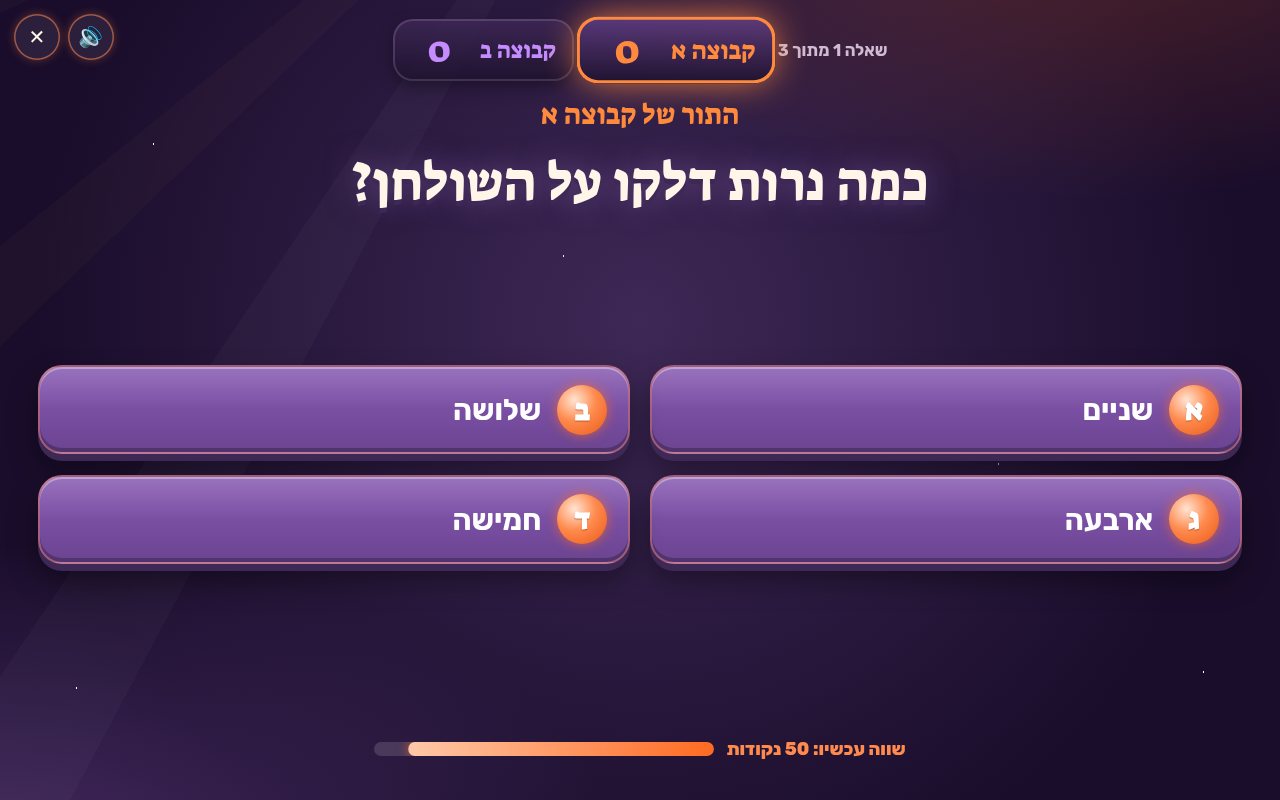 שאלה 1 מתוך 3
קבוצה א 0
קבוצה ב 0
התור של קבוצה א
כמה נרות דלקו על השולחן?
א שניים
ב שלושה
ג ארבעה
ד חמישה
שווה עכשיו: 50 נקודות